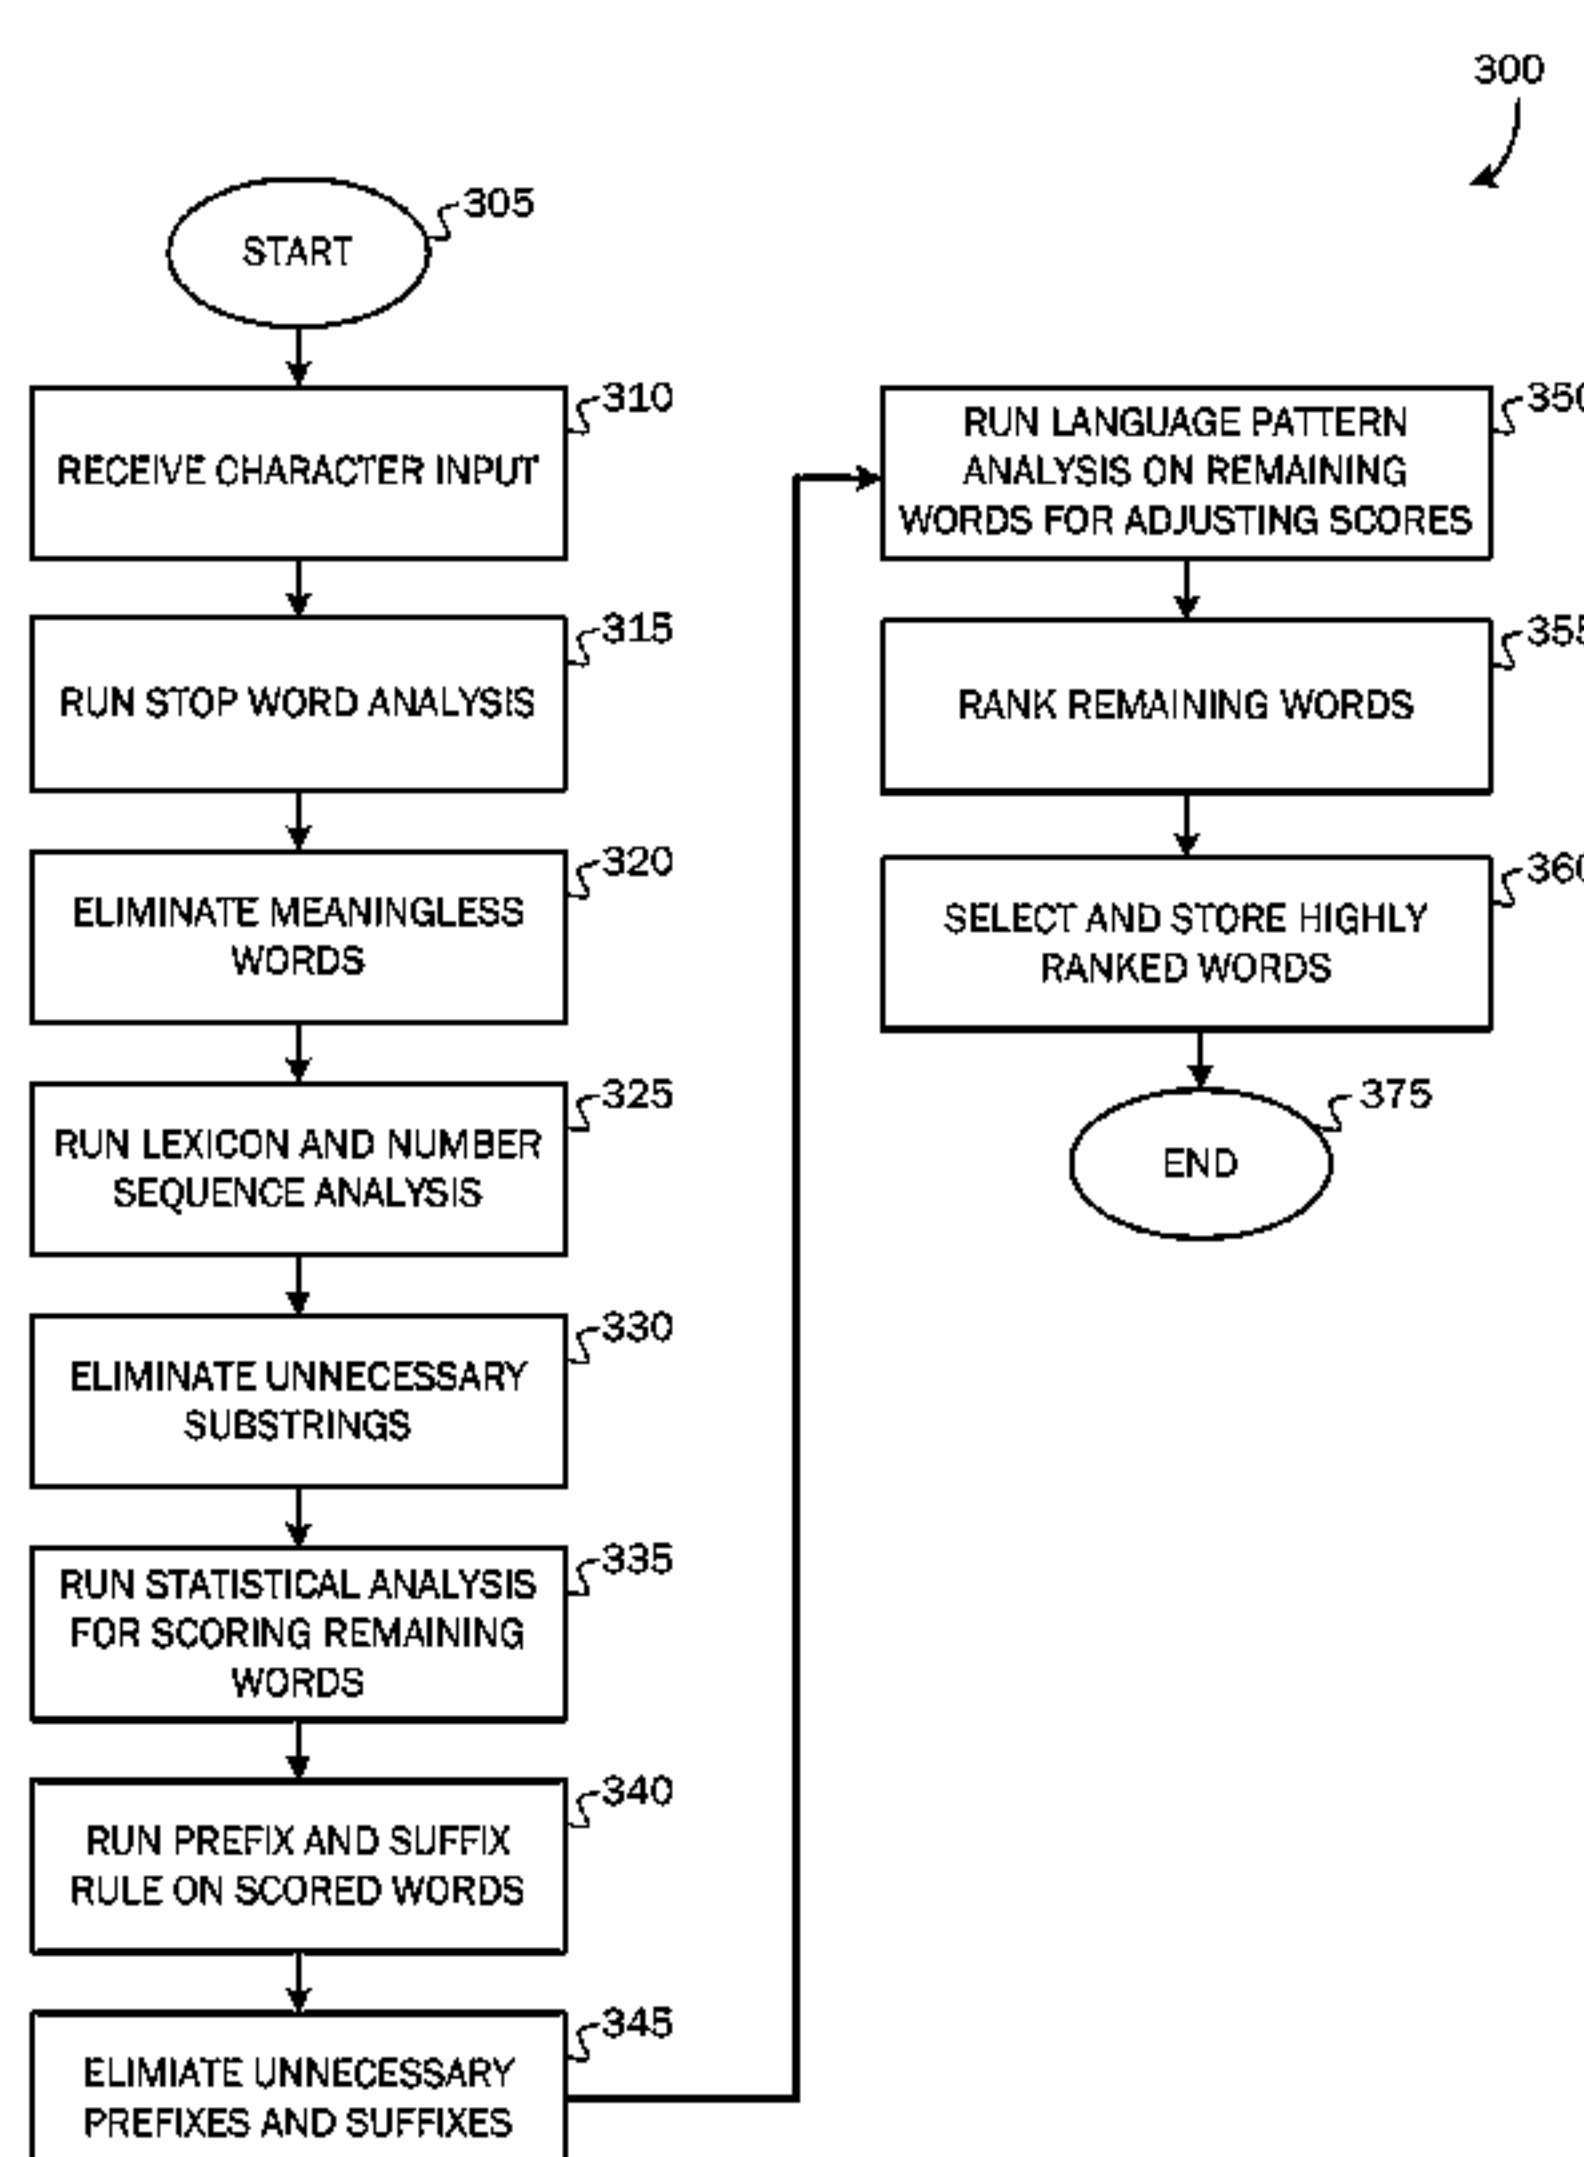 300
START
305
RECEIVE CHARACTER INPUT
310
RUN STOP WORD ANALYSIS
315
ELIMINATE MEANINGLESS
WORDS
320
RUN LEXICON AND NUMBER
SEQUENCE ANALYSIS
325
ELIMINATE UNNECESSARY
SUBSTRINGS
330
RUN STATISTICAL ANALYSIS
FOR SCORING REMAINING
WORDS
335
RUN PREFIX AND SUFFIX
RULE ON SCORED WORDS
340
ELIMIATE UNNECESSARY
PREFIXES AND SUFFIXES
345
RUN LANGUAGE PATTERN
ANALYSIS ON REMAINING
WORDS FOR ADJUSTING SCORES
350
RANK REMAINING WORDS
355
SELECT AND STORE HIGHLY
RANKED WORDS
360
END
375